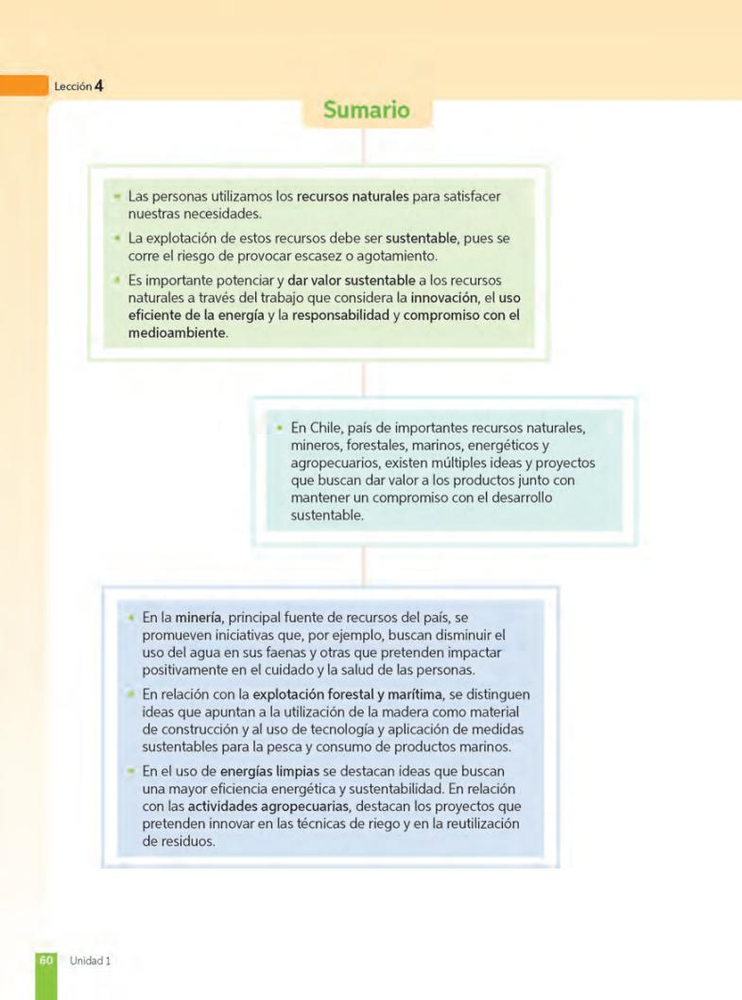 Lección 4
Sumario
Las personas utilizamos los recursos naturales para satisfacer
nuestras necesidades.
La explotación de estos recursos debe ser sustentable, pues se
corre el riesgo de provocar escasez o agotamiento.
Es importante potenciar y dar valor sustentable a los recursos
naturales a través del trabajo que considera la innovación, el uso
eficiente de la energía y la responsabilidad y compromiso con el
medioambiente.
En Chile, país de importantes recursos naturales,
mineros, forestales, marinos, energéticos y
agropecuarios, existen múltiples ideas y proyectos
que buscan dar valor a los productos junto con
mantener un compromiso con el desarrollo
sustentable.
En la minería, principal fuente de recursos del país, se
promueven iniciativas que, por ejemplo, buscan disminuir el
uso del agua en sus faenas y otras que pretenden impactar
positivamente en el cuidado y la salud de las personas.
En relación con la explotación forestal y marítima, se distinguen
ideas que apuntan a la utilización de la madera como material
de construcción y al uso de tecnología y aplicación de medidas
sustentables para la pesca y consumo de productos marinos.
En el uso de energías limpias se destacan ideas que buscan
una mayor eficiencia energética y sustentabilidad. En relación
con las actividades agropecuarias, destacan los proyectos que
pretenden innovar en las técnicas de riego y en la reutilización
de residuos.
60 Unidad 1